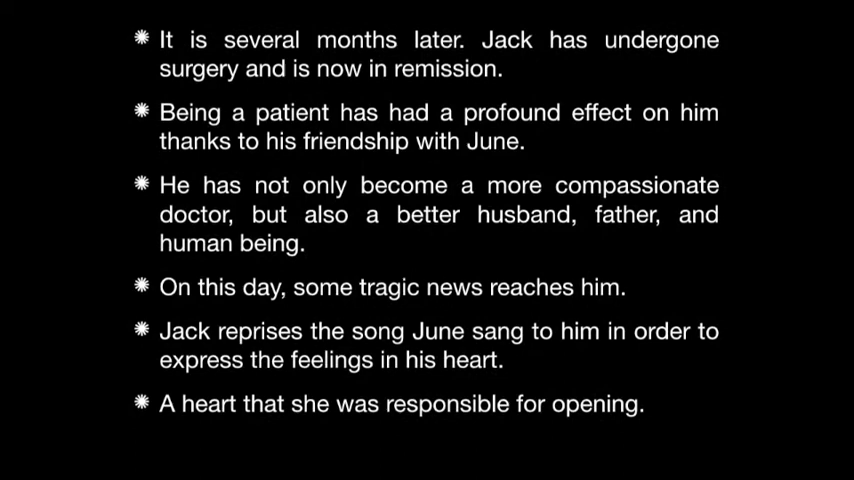 ✺ It is several months later. Jack has undergone
surgery and is now in remission.
✺ Being a patient has had a profound effect on him
thanks to his friendship with June.
✺ He has not only become a more compassionate
doctor, but also a better husband, father, and
human being.
✺ On this day, some tragic news reaches him.
✺ Jack reprises the song June sang to him in order to
express the feelings in his heart.
✺ A heart that she was responsible for opening.